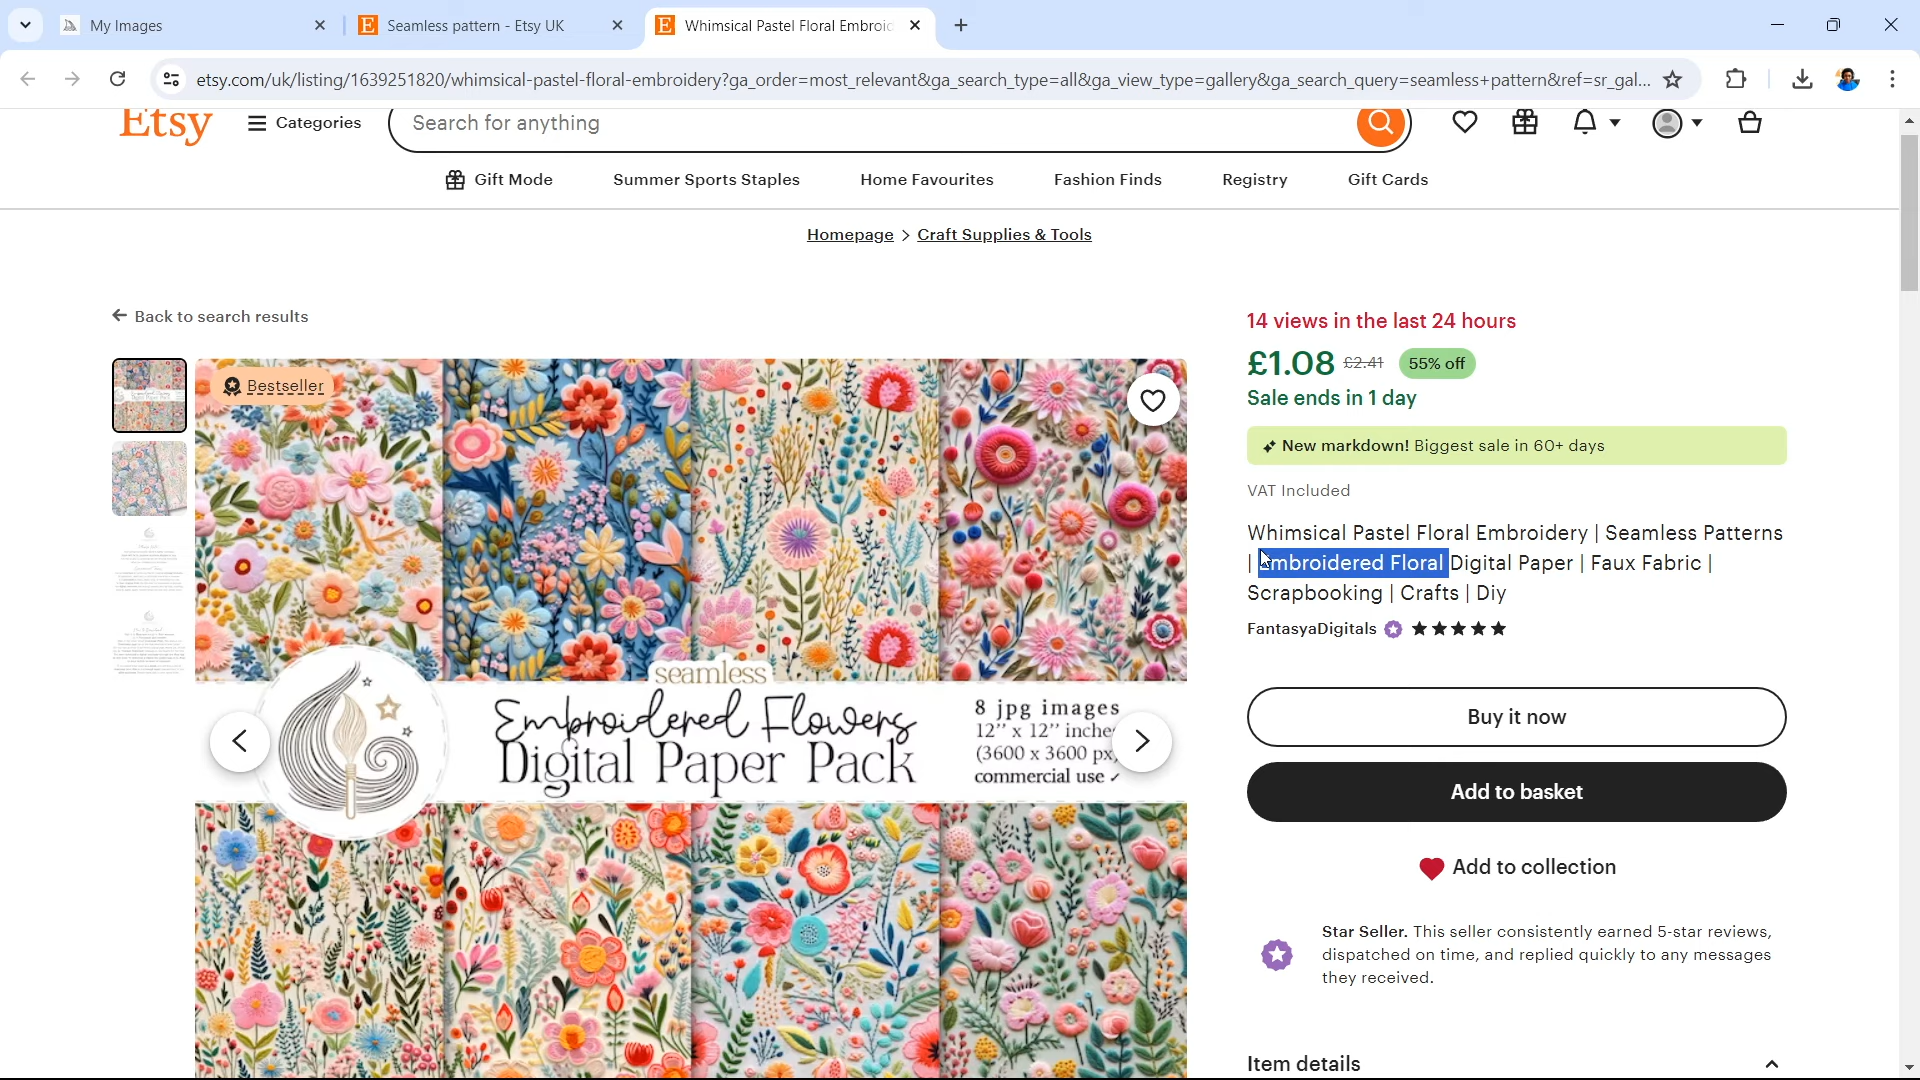 My Images
Seamless pattern - Etsy UK
Whimsical Pastel Floral Embroid
etsy.com/uk/listing/1639251820/whimsical-pastel-floral-embroidery?ga_order=most_relevant&ga_search_type=all&ga_view_type=gallery&ga_search_query=seamless+pattern&ref=sr_gal...
Etsy
Categories
Search for anything
Gift Mode
Summer Sports Staples
Home Favourites
Fashion Finds
Registry
Gift Cards
Homepage > Craft Supplies & Tools
Back to search results
Bestseller
seamless
Embroidered Flowers
Digital Paper Pack
8 jpg images
12” x 12” inche
(3600 x 3600 px
commercial use ✓
14 views in the last 24 hours
£1.08 £2.41 55% off
Sale ends in 1 day
New markdown! Biggest sale in 60+ days
VAT Included
Whimsical Pastel Floral Embroidery | Seamless Patterns
| Embroidered Floral Digital Paper | Faux Fabric |
Scrapbooking | Crafts | Diy
FantasyaDigitals
Buy it now
Add to basket
Add to collection
Star Seller. This seller consistently earned 5-star reviews,
dispatched on time, and replied quickly to any messages
they received.
Item details